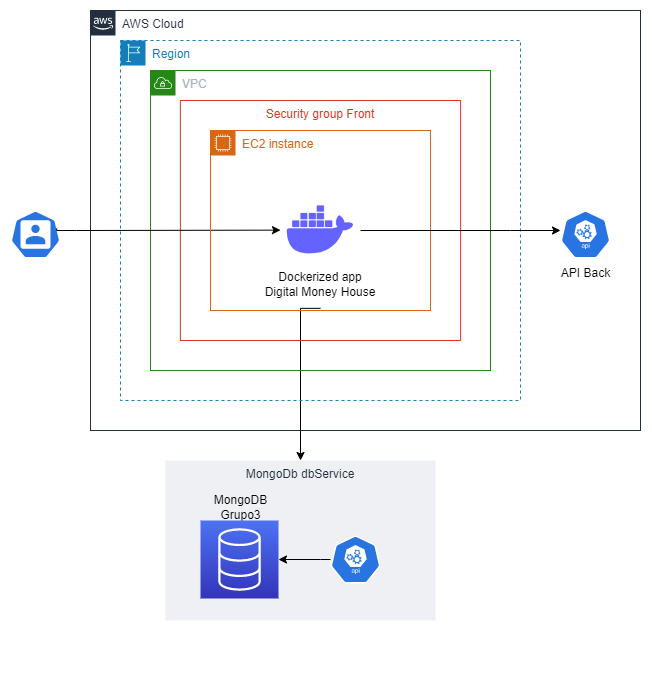 aws
AWS Cloud
Region
VPC
Security group Front
EC2 instance
Dockerized app
Digital Money House
api
API Back
MongoDb dbService
MongoDB
Grupo3
api